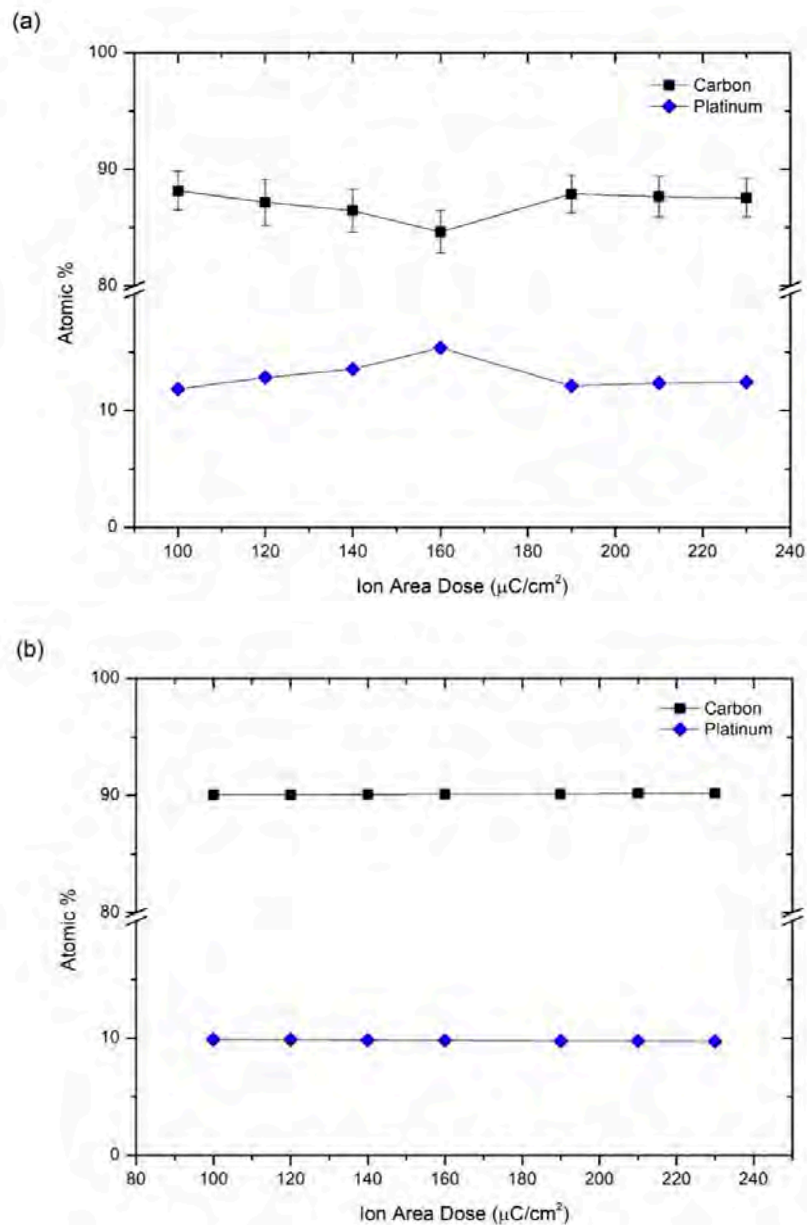 (a)
100
90
80
10
0
Atomic %
Carbon
Platinum
100 120 140 160 180 200 220 240
Ion Area Dose (μC/cm²)
(b)
100
90
80
10
0
Atomic %
Carbon
Platinum
80 100 120 140 160 180 200 220 240
Ion Area Dose (μC/cm²)